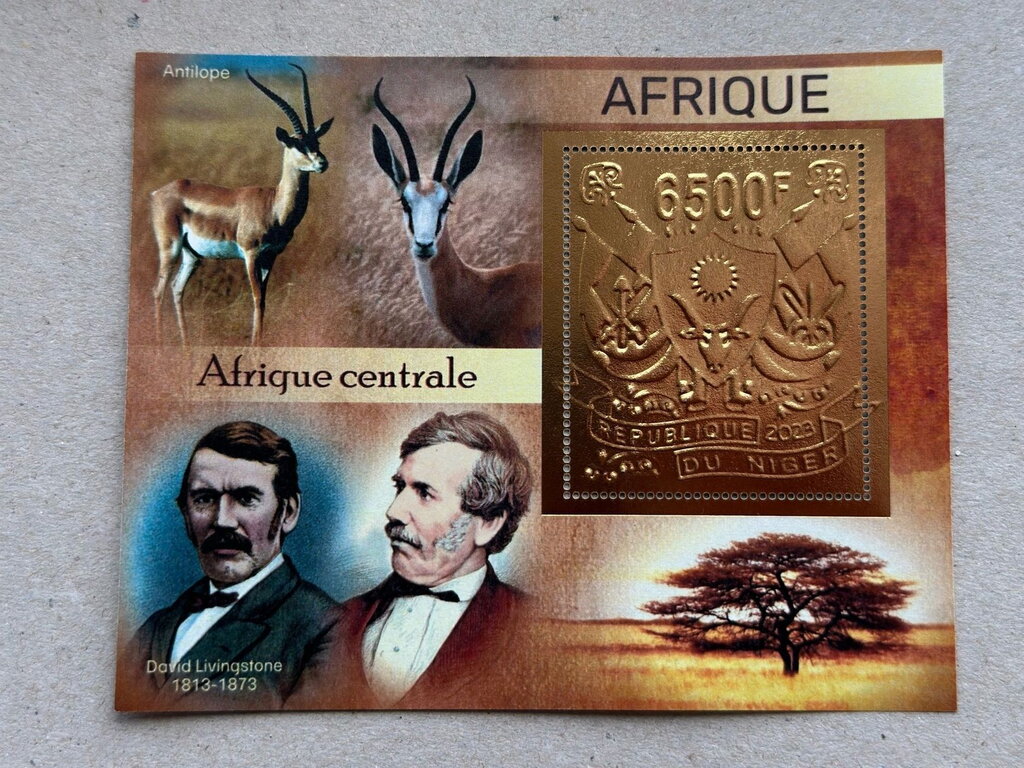 Antilope
AFRIQUE
6500F
Afrique centrale
REPUBLIQUE 2023
DU NIGER
David Livingstone
1813-1873